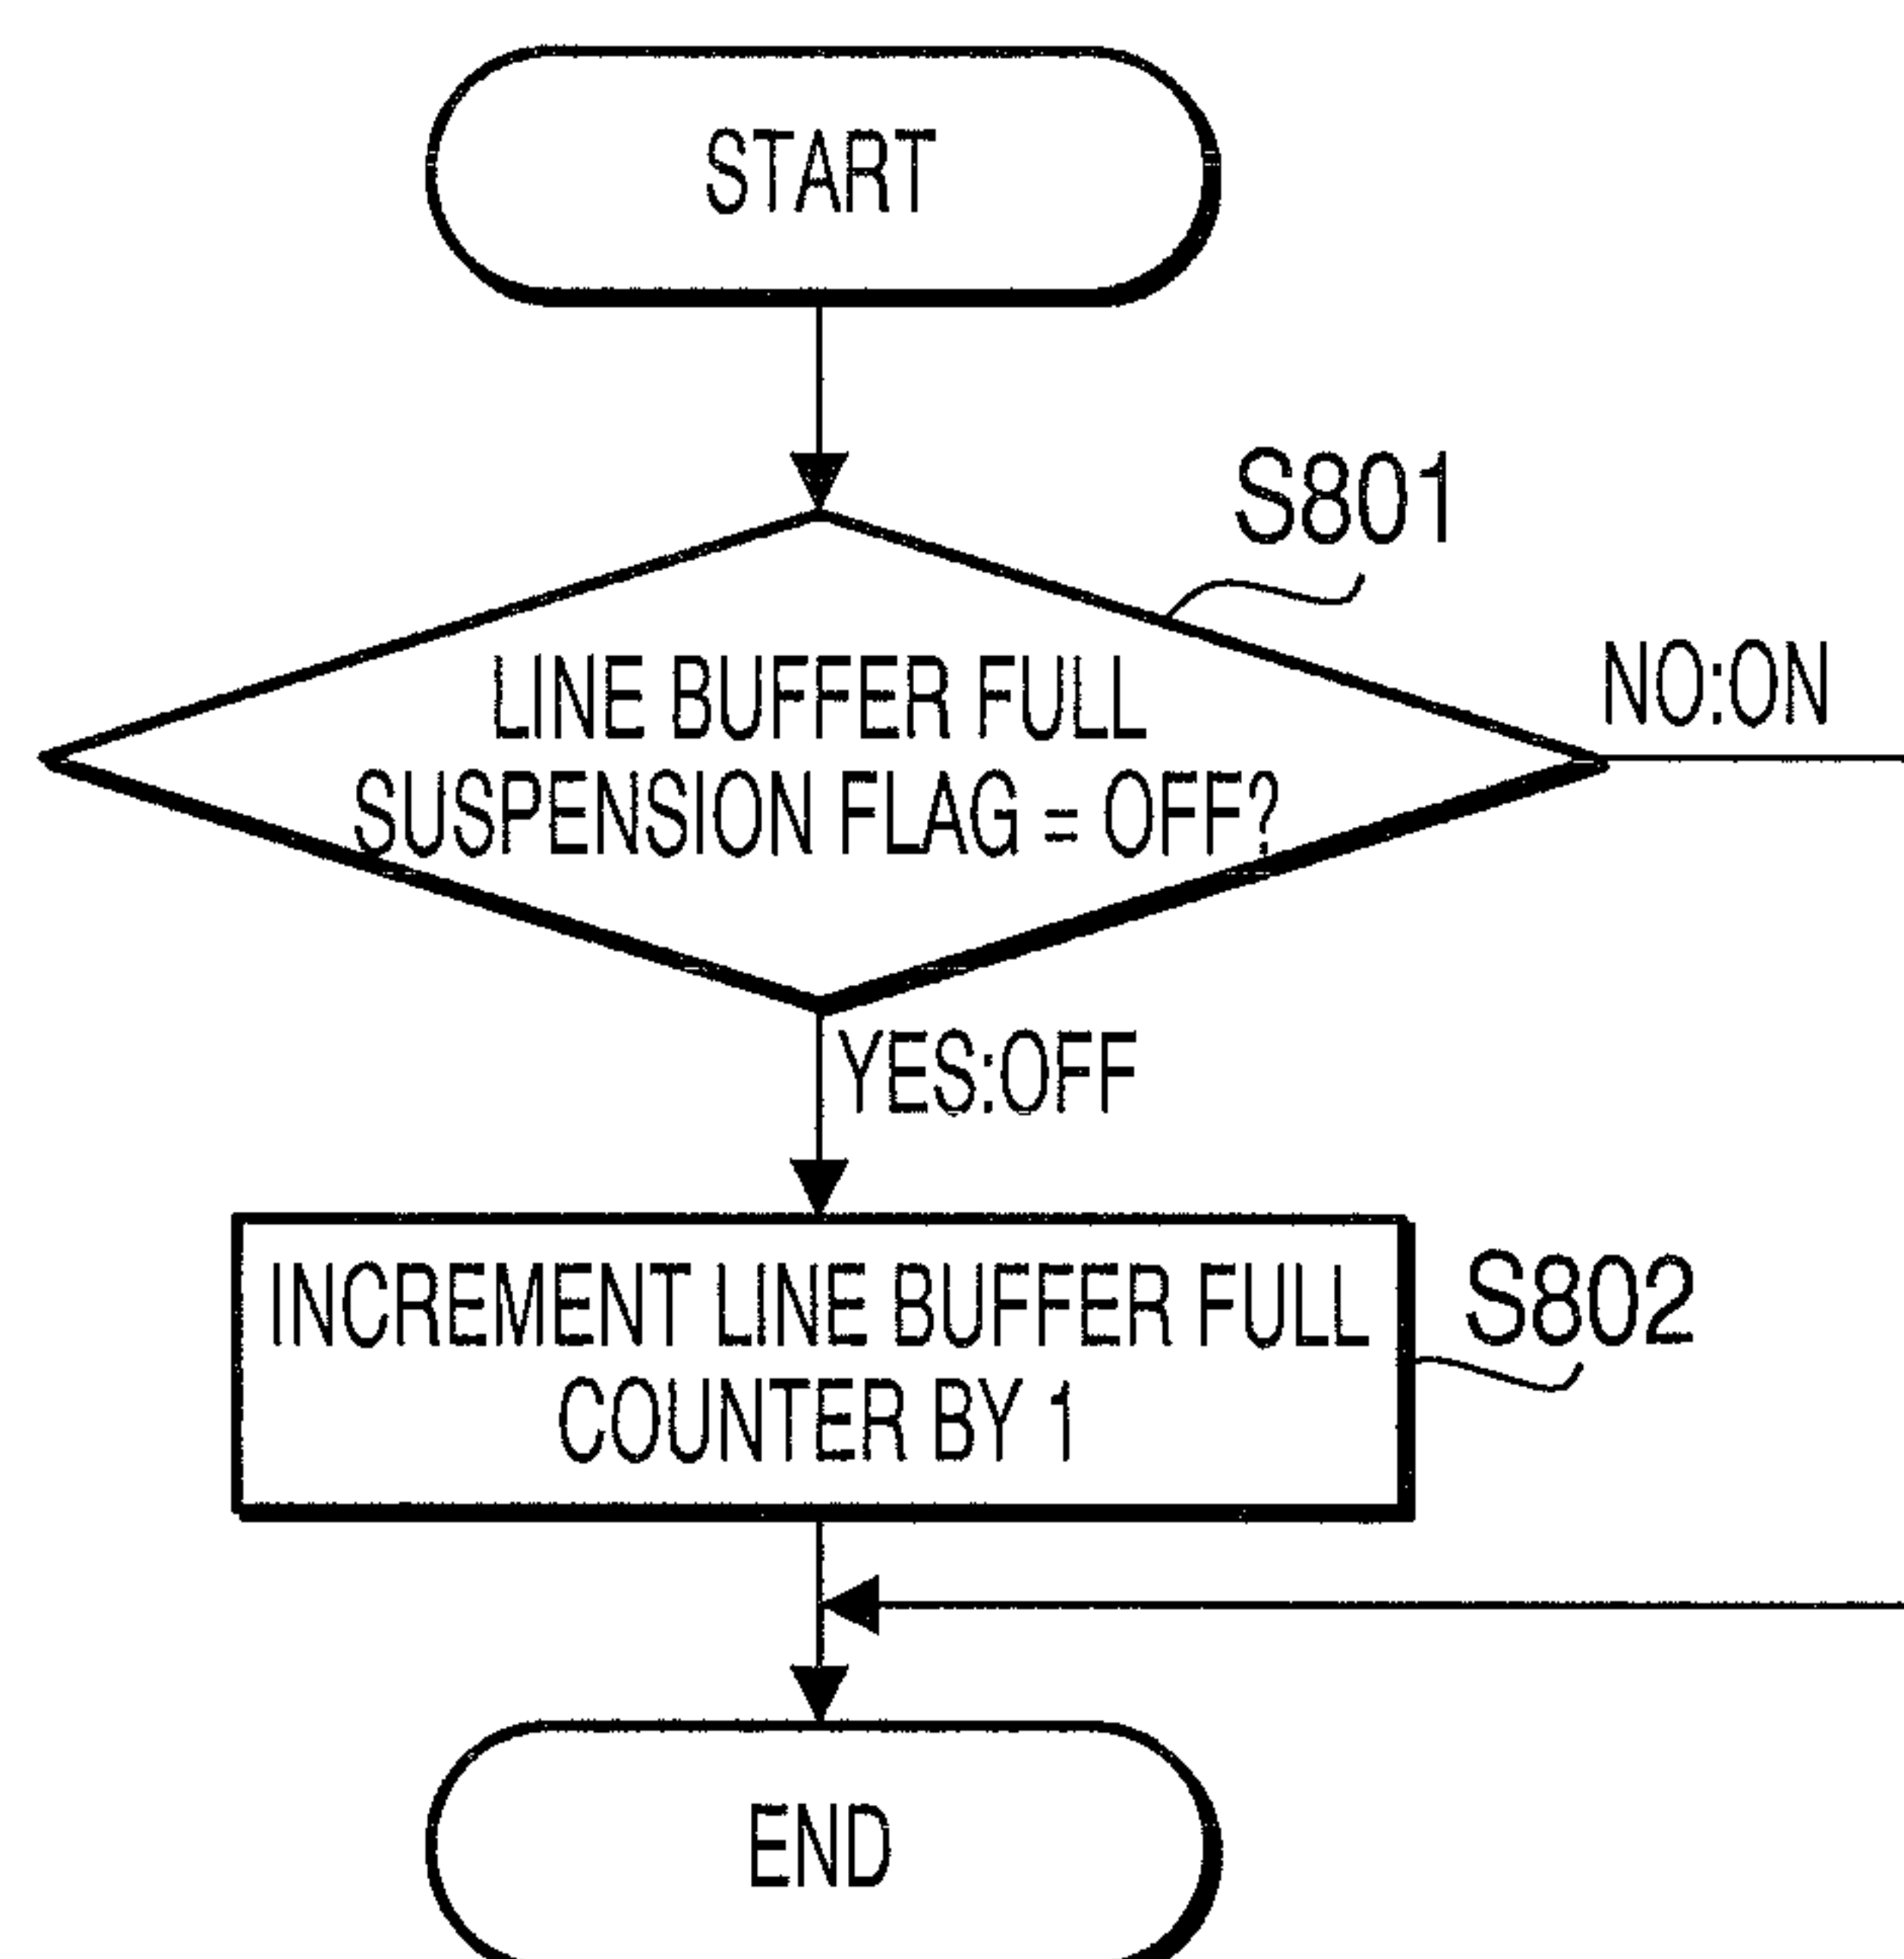 START
S801
LINE BUFFER FULL
SUSPENSION FLAG = OFF?
NO:ON
YES:OFF
INCREMENT LINE BUFFER FULL
COUNTER BY 1
S802
END